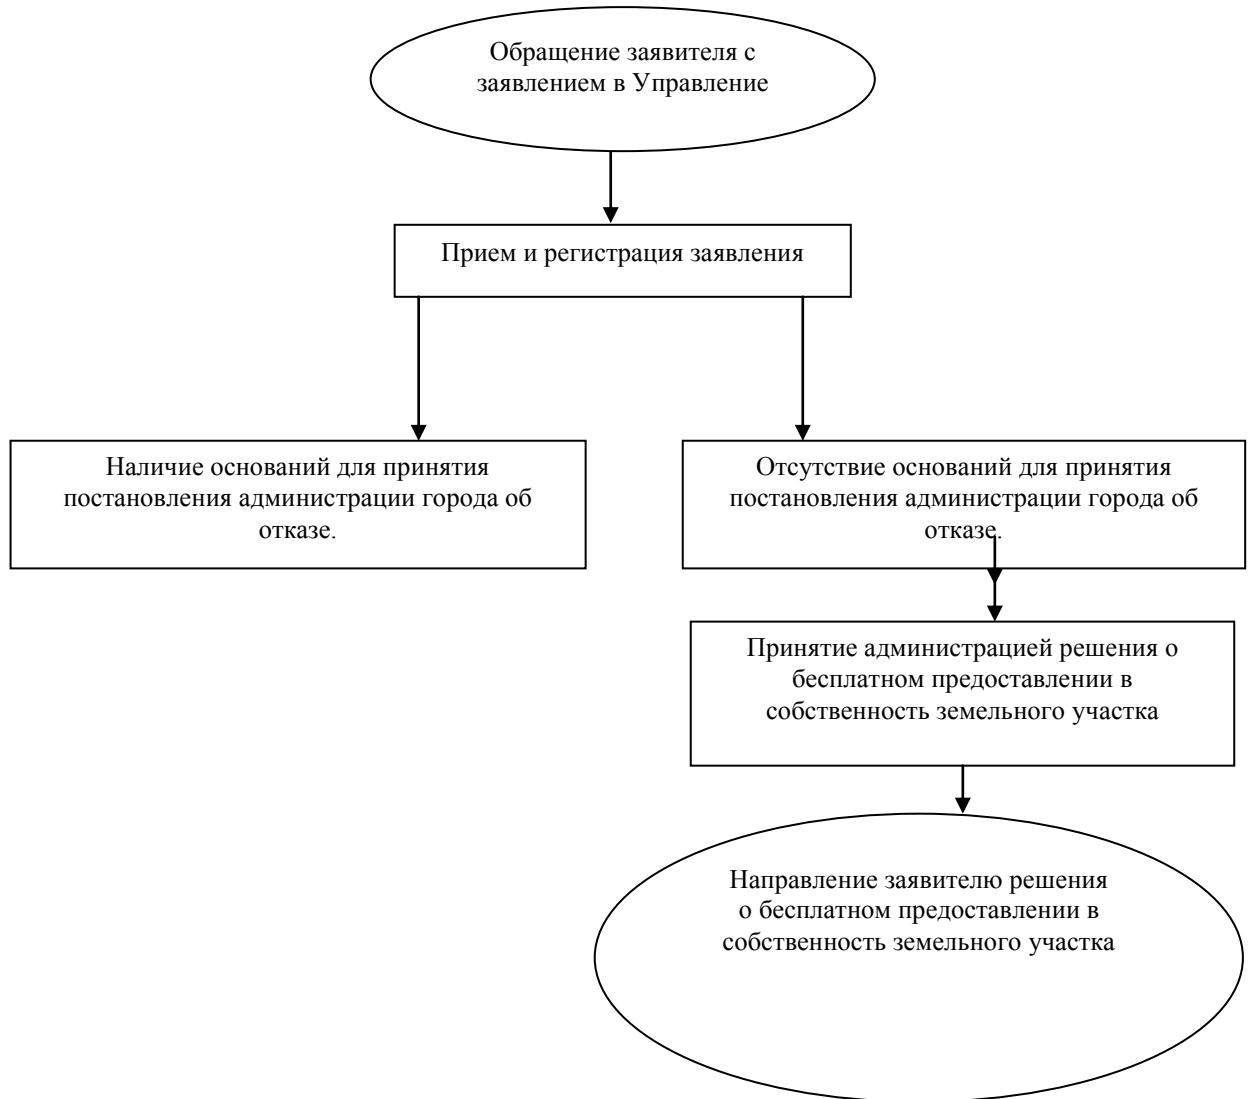 Обращение заявителя с
заявлением в Управление
Прием и регистрация заявления
Наличие оснований для принятия
постановления администрации города об
отказе.
Отсутствие оснований для принятия
постановления администрации города об
отказе.
Принятие администрацией решения о
бесплатном предоставлении в
собственность земельного участка
Направление заявителю решения
о бесплатном предоставлении в
собственность земельного участка